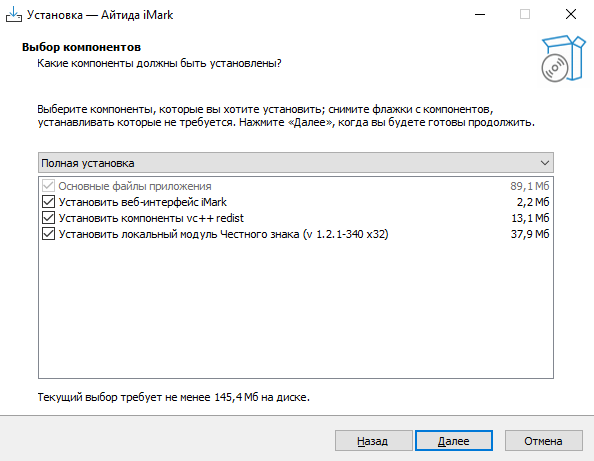 Установка — Айтида iMark
Выбор компонентов
Какие компоненты должны быть установлены?
Выберите компоненты, которые вы хотите установить; снимите флажки с компонентов,
устанавливать которые не требуется. Нажмите «Далее», когда вы будете готовы продолжить.
Полная установка
Основные файлы приложения 89,1 Мб
Установить веб-интерфейс iMark 2,2 Мб
Установить компоненты vc++ redist 13,1 Мб
Установить локальный модуль Честного знака (v 1.2.1-340 x32) 37,9 Мб
Текущий выбор требует не менее 145,4 Мб на диске.
Назад Далее Отмена